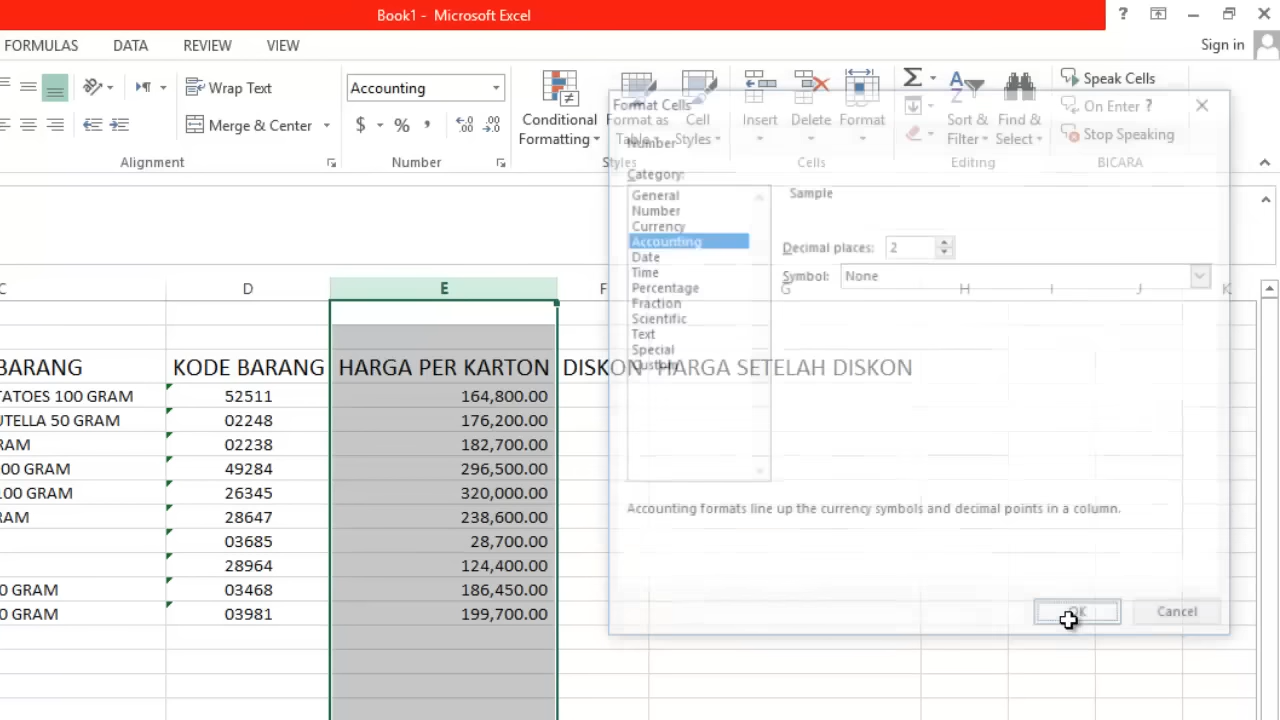 Book1 - Microsoft Excel
?
FORMULAS DATA REVIEW VIEW Sign in
Wrap Text Accounting Speak Cells
Format Cells
Merge & Center $ % , Conditional Format as Cell Insert Delete Format Sort & Find & On Enter ?
Formatting Table Styles Filter Select Stop Speaking
Number
Alignment Number Styles Cells Editing BICARA
Category:
General Sample
Number
Currency
Accounting Decimal places: 2
Date
Time Symbol: None
Percentage
Fraction
Scientific
Text
Special
Custom
Accounting formats line up the currency symbols and decimal points in a column.
OK Cancel
C D E F G H I J K
BARANG KODE BARANG HARGA PER KARTON DISKON HARGA SETELAH DISKON
TATOES 100 GRAM 52511 164,800.00
UTELLA 50 GRAM 02248 176,200.00
RAM 02238 182,700.00
00 GRAM 49284 296,500.00
100 GRAM 26345 320,000.00
RAM 28647 238,600.00
03685 28,700.00
28964 124,400.00
0 GRAM 03468 186,450.00
0 GRAM 03981 199,700.00